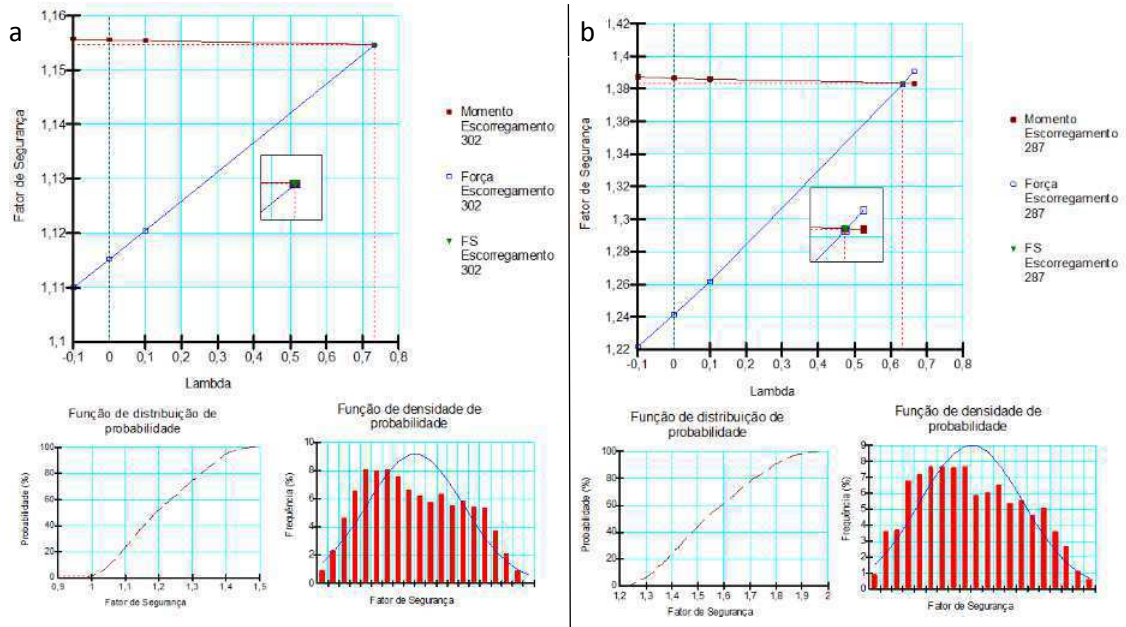 a
1,16
1,15
1,14
1,13
1,12
1,11
1,1
Fator de Segurança
-0,1 0 0,1 0,2 0,3 0,4 0,5 0,6 0,7 0,8
Lambda
Momento
Escorregamento
302
Força
Escorregamento
302
FS
Escorregamento
302
Função de distribuição de
probabilidade
100
80
60
40
20
0
Probabilidade (%)
0,9 1 1,1 1,2 1,3 1,4 1,5
Fator de Segurança
Função de densidade de
probabilidade
10
8
6
4
2
0
Frequência (%)
Fator de Segurança
b
1,42
1,4
1,38
1,36
1,34
1,32
1,3
1,28
1,26
1,24
1,22
Fator de Segurança
-0,1 0 0,1 0,2 0,3 0,4 0,5 0,6 0,7 0,8
Lambda
Momento
Escorregamento
287
Força
Escorregamento
287
FS
Escorregamento
287
Função de distribuição de
probabilidade
100
80
60
40
20
0
Probabilidade (%)
1,2 1,3 1,4 1,5 1,6 1,7 1,8 1,9 2
Fator de Segurança
Função de densidade de
probabilidade
9
8
7
6
5
4
3
2
1
0
Frequência (%)
Fator de Segurança